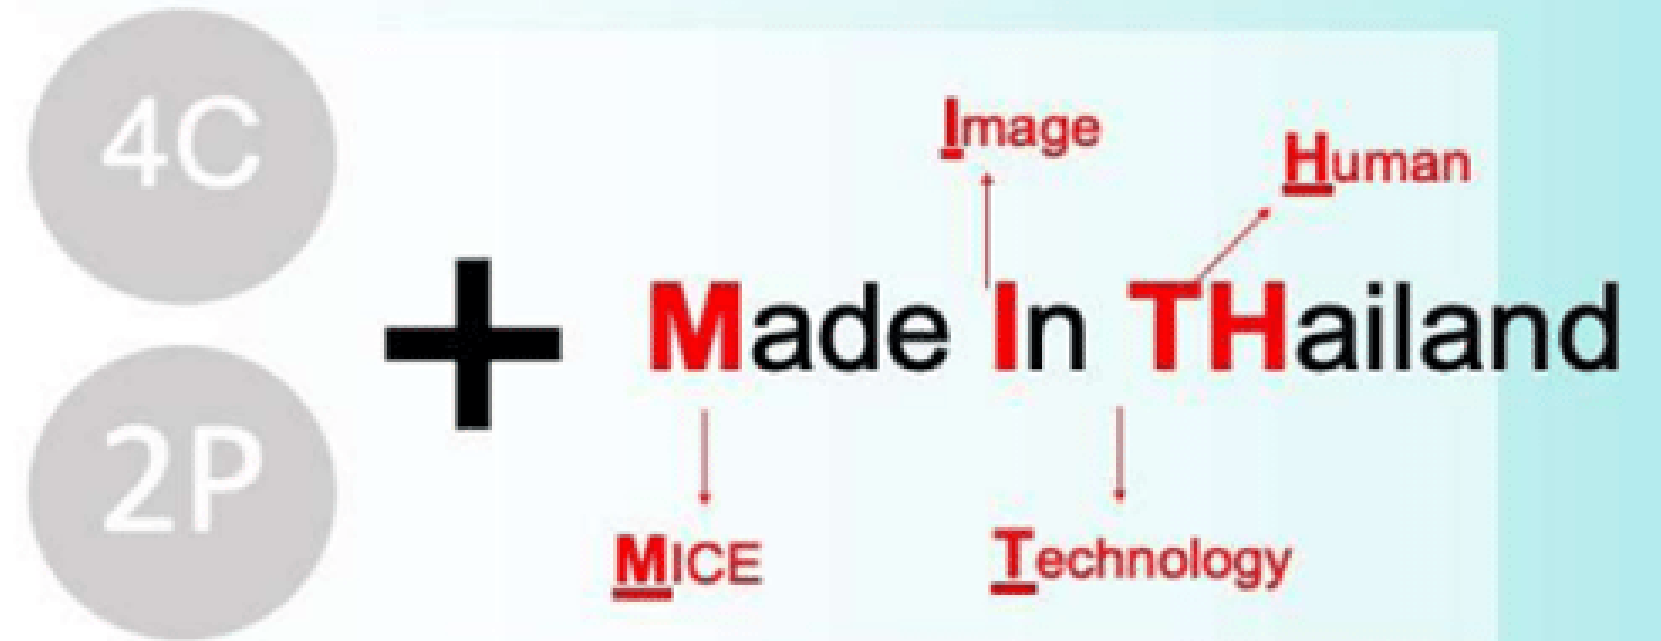 4C
2P
+
Image
Human
Made In THailand
MICE
Technology